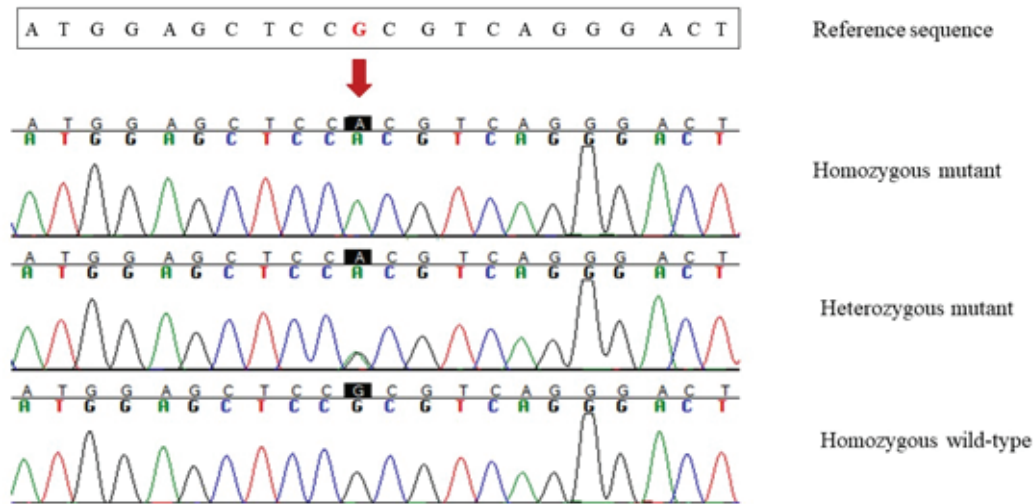 A T G G A G C T C C G C G T C A G G G A C T Reference sequence
A T G G A G C T C C A C G T C A G G G A C T
A T G G A G C T C C A C G T C A G G G A C T
Homozygous mutant
A T G G A G C T C C A C G T C A G G G A C T
A T G G A G C T C C A C G T C A G G G A C T
Heterozygous mutant
A T G G A G C T C C G C G T C A G G G A C T
A T G G A G C T C C G C G T C A G G G A C T
Homozygous wild-type